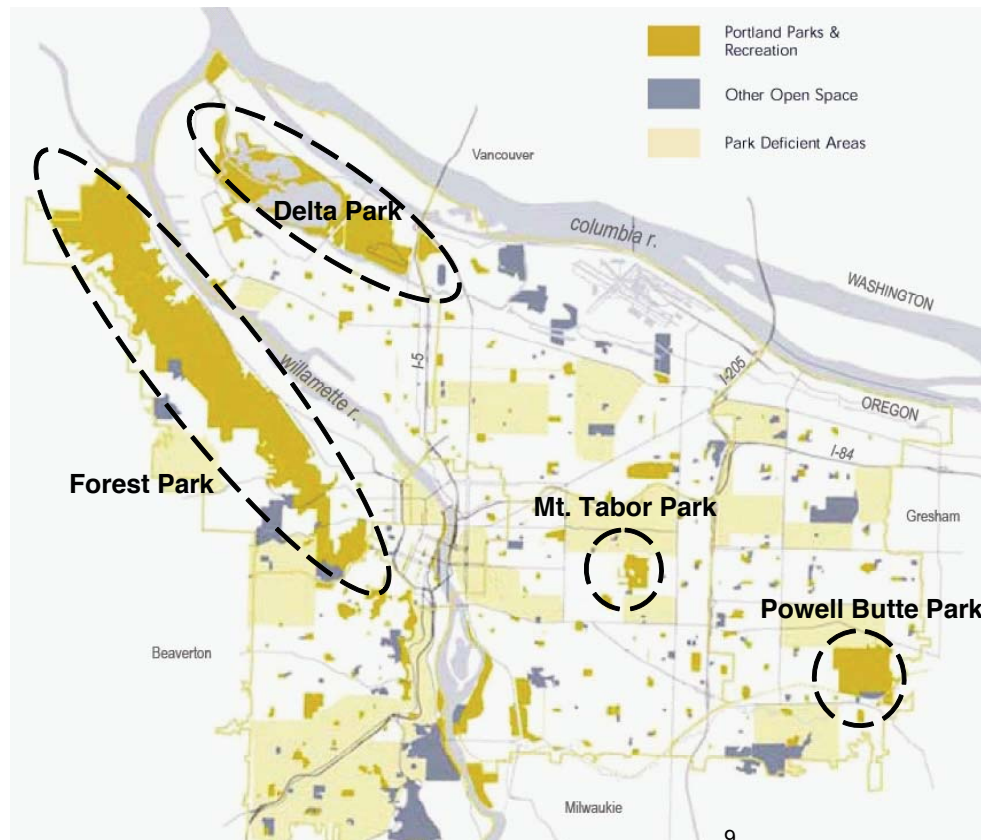 Portland Parks &
Recreation
Other Open Space
Park Deficient Areas
Vancouver
Delta Park
columbia r.
WASHINGTON
I-5
willamette r.
I-205
OREGON
I-84
Forest Park
Mt. Tabor Park
Gresham
Powell Butte Park
Beaverton
Milwaukie
9